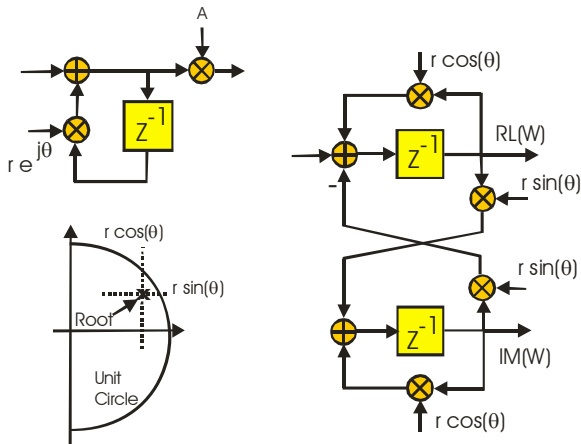 A
Z⁻¹
r e^jθ
r cos(θ)
r sin(θ)
Root
Unit
Circle
r cos(θ)
Z⁻¹
RL(W)
-
r sin(θ)
r sin(θ)
Z⁻¹
IM(W)
r cos(θ)